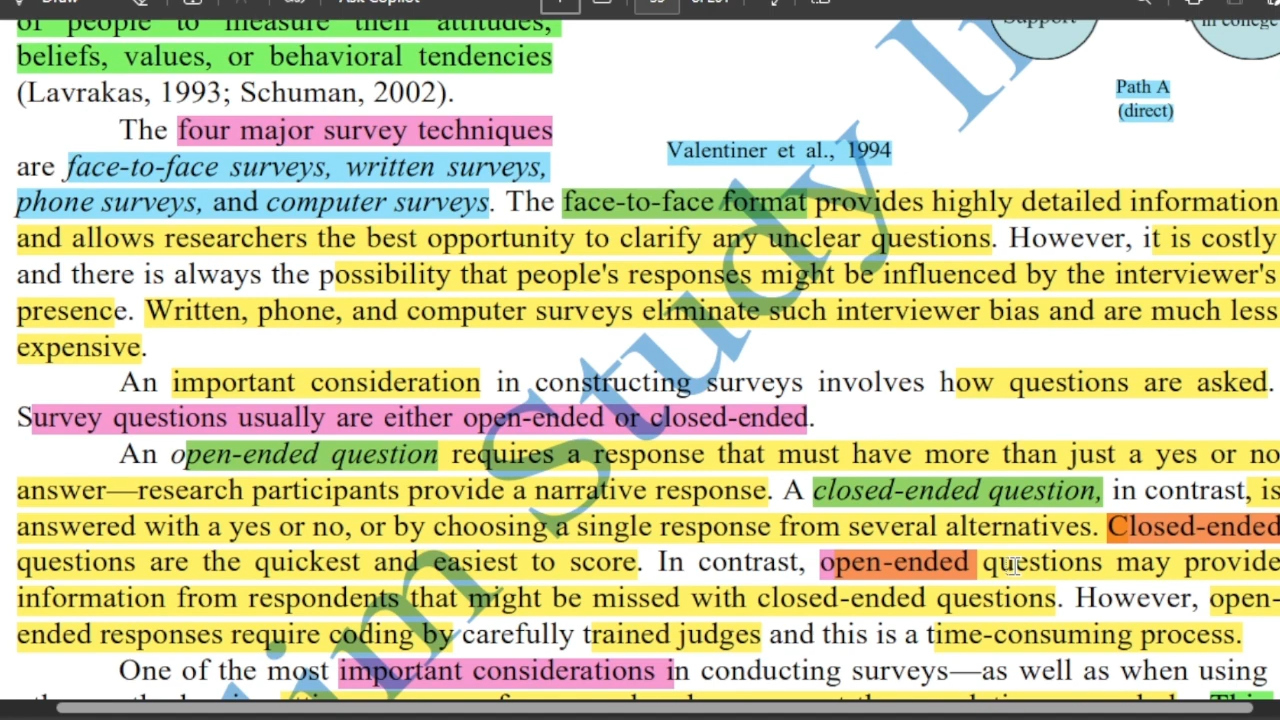 Draw
Ask Copilot
of people to measure their attitudes,
beliefs, values, or behavioral tendencies
(Lavrakas, 1993; Schuman, 2002).
Support
in college
Path A
(direct)
Valentiner et al., 1994
The four major survey techniques
are face-to-face surveys, written surveys,
phone surveys, and computer surveys. The face-to-face format provides highly detailed information
and allows researchers the best opportunity to clarify any unclear questions. However, it is costly
and there is always the possibility that people's responses might be influenced by the interviewer's
presence. Written, phone, and computer surveys eliminate such interviewer bias and are much less
expensive.
An important consideration in constructing surveys involves how questions are asked.
Survey questions usually are either open-ended or closed-ended.
An open-ended question requires a response that must have more than just a yes or no
answer—research participants provide a narrative response. A closed-ended question, in contrast, is
answered with a yes or no, or by choosing a single response from several alternatives. Closed-ended
questions are the quickest and easiest to score. In contrast, open-ended questions may provide
information from respondents that might be missed with closed-ended questions. However, open-
ended responses require coding by carefully trained judges and this is a time-consuming process.
One of the most important considerations in conducting surveys—as well as when using
Study